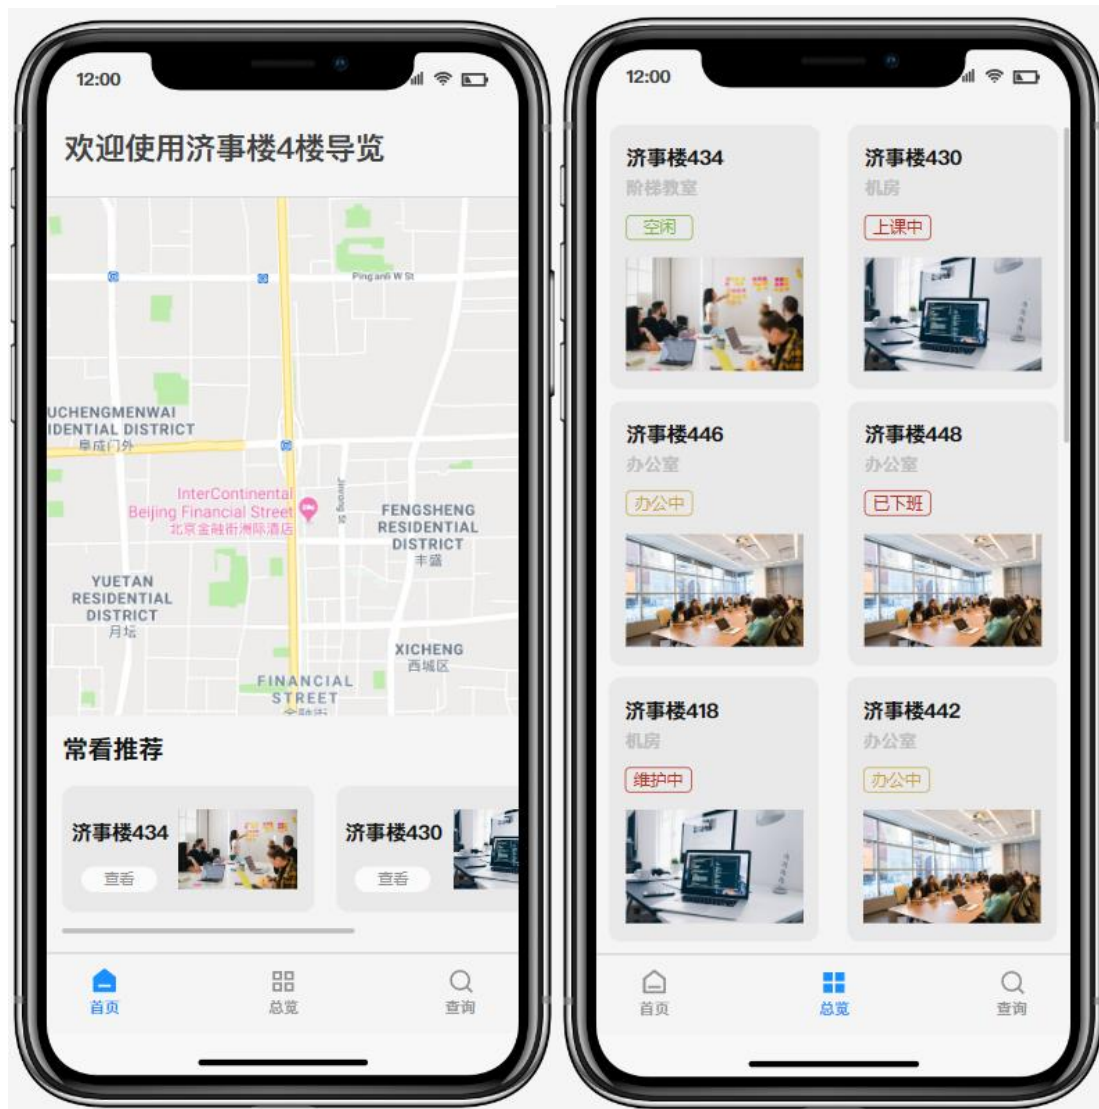 12:00
欢迎使用济事楼4楼导览
Pinganli W St
UCHENGMENWAI
IDENTIAL DISTRICT
阜成门外
InterContinental
Beijing Financial Street
北京金融街洲际酒店
Jinrong St
FENGSHENG
RESIDENTIAL
DISTRICT
丰盛
YUETAN
RESIDENTIAL
DISTRICT
月坛
XICHENG
西城区
FINANCIAL
STREET
金融街
常看推荐
济事楼434
查看
济事楼430
查看
首页
总览
查询
12:00
济事楼434
阶梯教室
空闲
济事楼430
机房
上课中
济事楼446
办公室
办公中
济事楼448
办公室
已下班
济事楼418
机房
维护中
济事楼442
办公室
办公中
首页
总览
查询